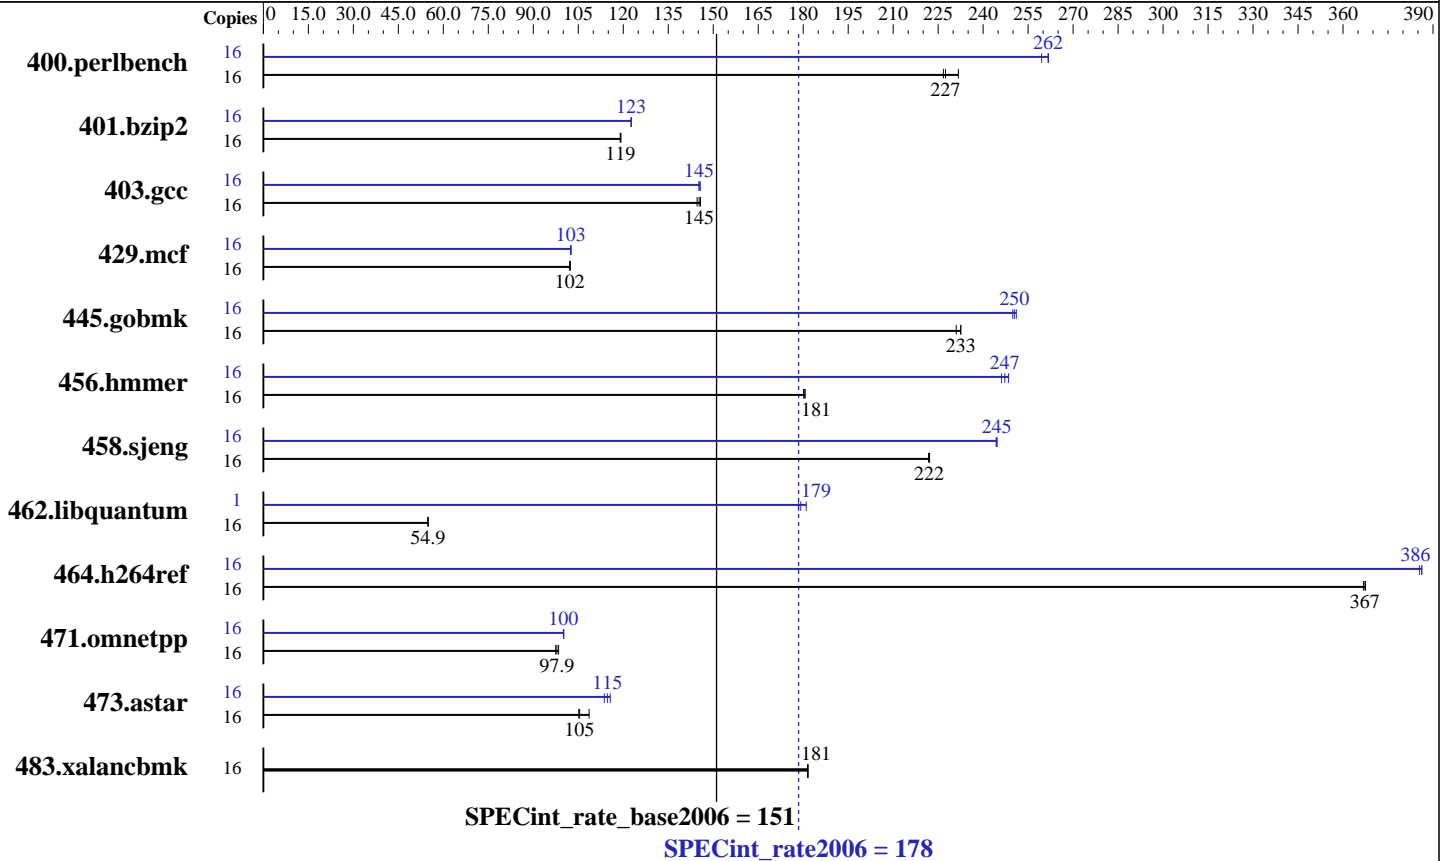 Copies 0 15.0 30.0 45.0 60.0 75.0 90.0 105 120 135 150 165 180 195 210 225 240 255 270 285 300 315 330 345 360 390
400.perlbench
16 262
16 227
401.bzip2
16 123
16 119
403.gcc
16 145
16 145
429.mcf
16 103
16 102
445.gobmk
16 250
16 233
456.hmmer
16 247
16 181
458.sjeng
16 245
16 222
462.libquantum
1 179
16 54.9
464.h264ref
16 386
16 367
471.omnetpp
16 100
16 97.9
473.astar
16 115
16 105
483.xalancbmk
16 181
SPECint_rate_base2006 = 151
SPECint_rate2006 = 178